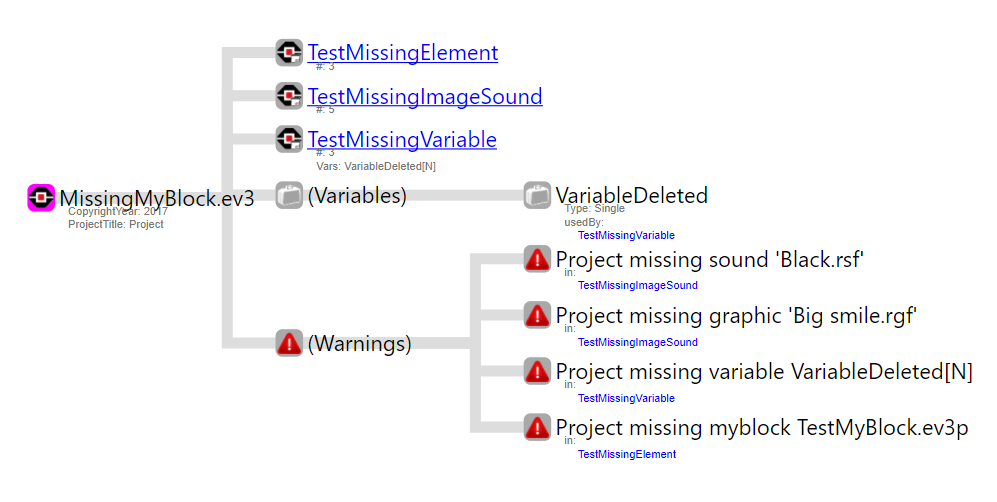 TestMissingElement
#: 3
TestMissingImageSound
#: 5
TestMissingVariable
#: 3
Vars: VariableDeleted[N]
MissingMyBlock.ev3
CopyrightYear: 2017
ProjectTitle: Project
(Variables)
VariableDeleted
Type: Single
usedBy:
TestMissingVariable
(Warnings)
Project missing sound 'Black.rsf'
in:
TestMissingImageSound
Project missing graphic 'Big smile.rgf'
in:
TestMissingImageSound
Project missing variable VariableDeleted[N]
in:
TestMissingVariable
Project missing myblock TestMyBlock.ev3p
in:
TestMissingElement